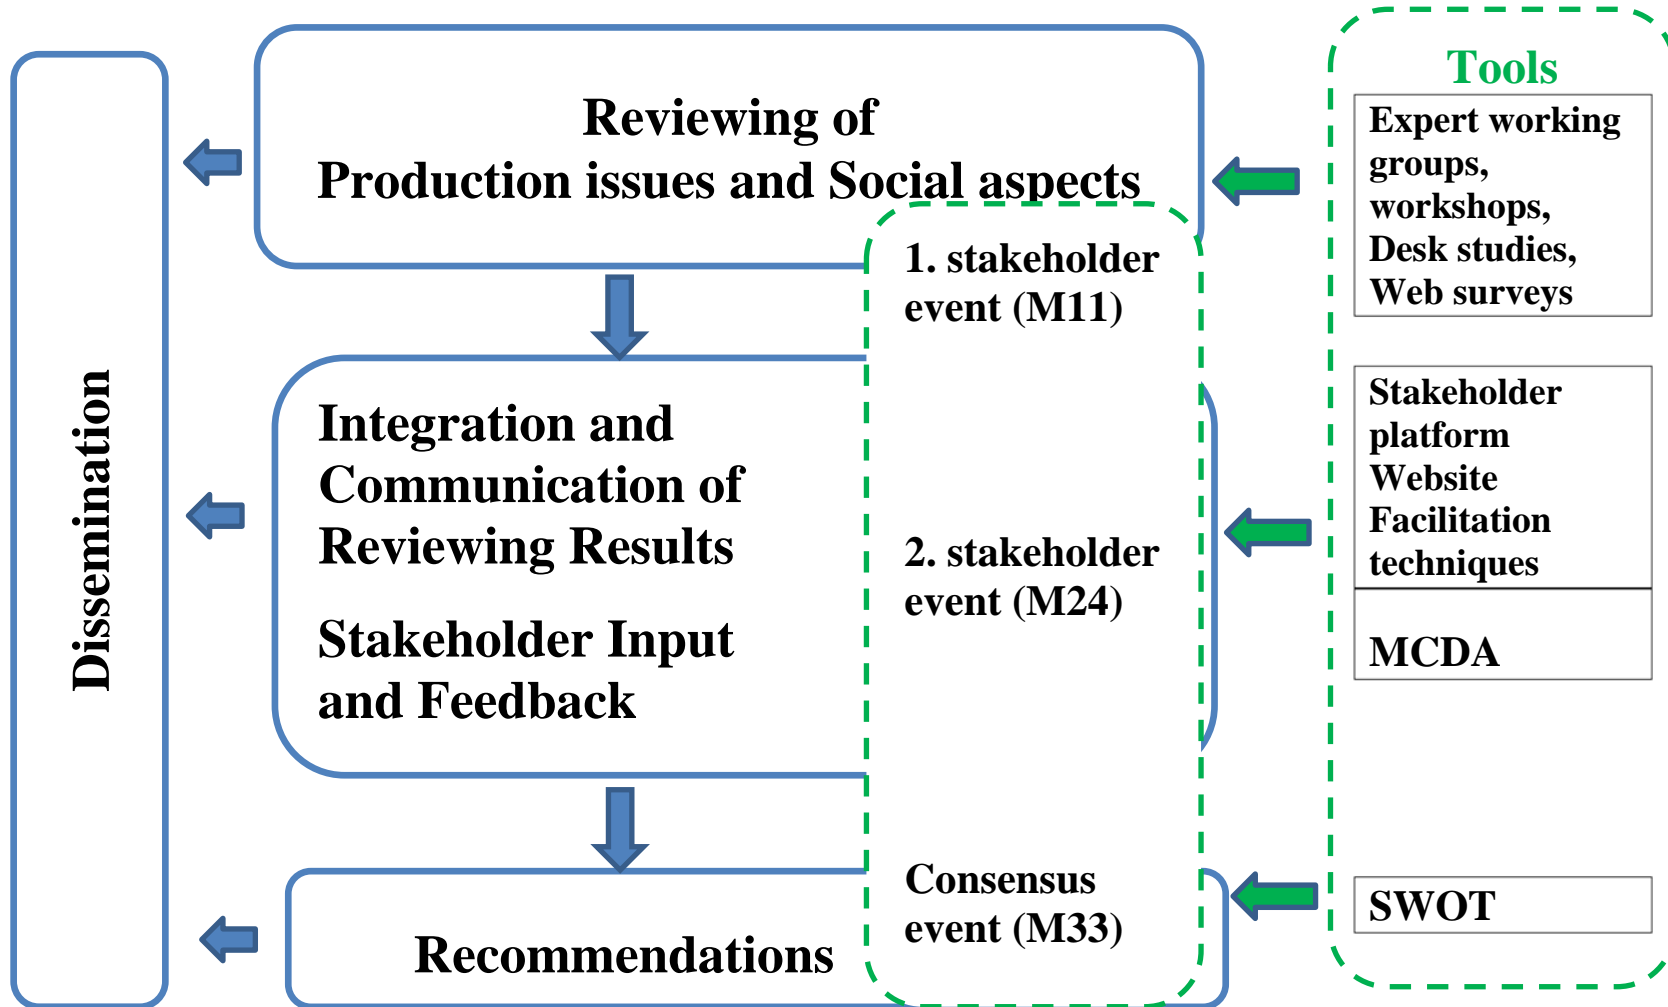 Dissemination
Reviewing of
Production issues and Social aspects
1. stakeholder
event (M11)
Integration and
Communication of
Reviewing Results
Stakeholder Input
and Feedback
2. stakeholder
event (M24)
Recommendations
Consensus
event (M33)
Tools
Expert working
groups,
workshops,
Desk studies,
Web surveys
Stakeholder
platform
Website
Facilitation
techniques
MCDA
SWOT